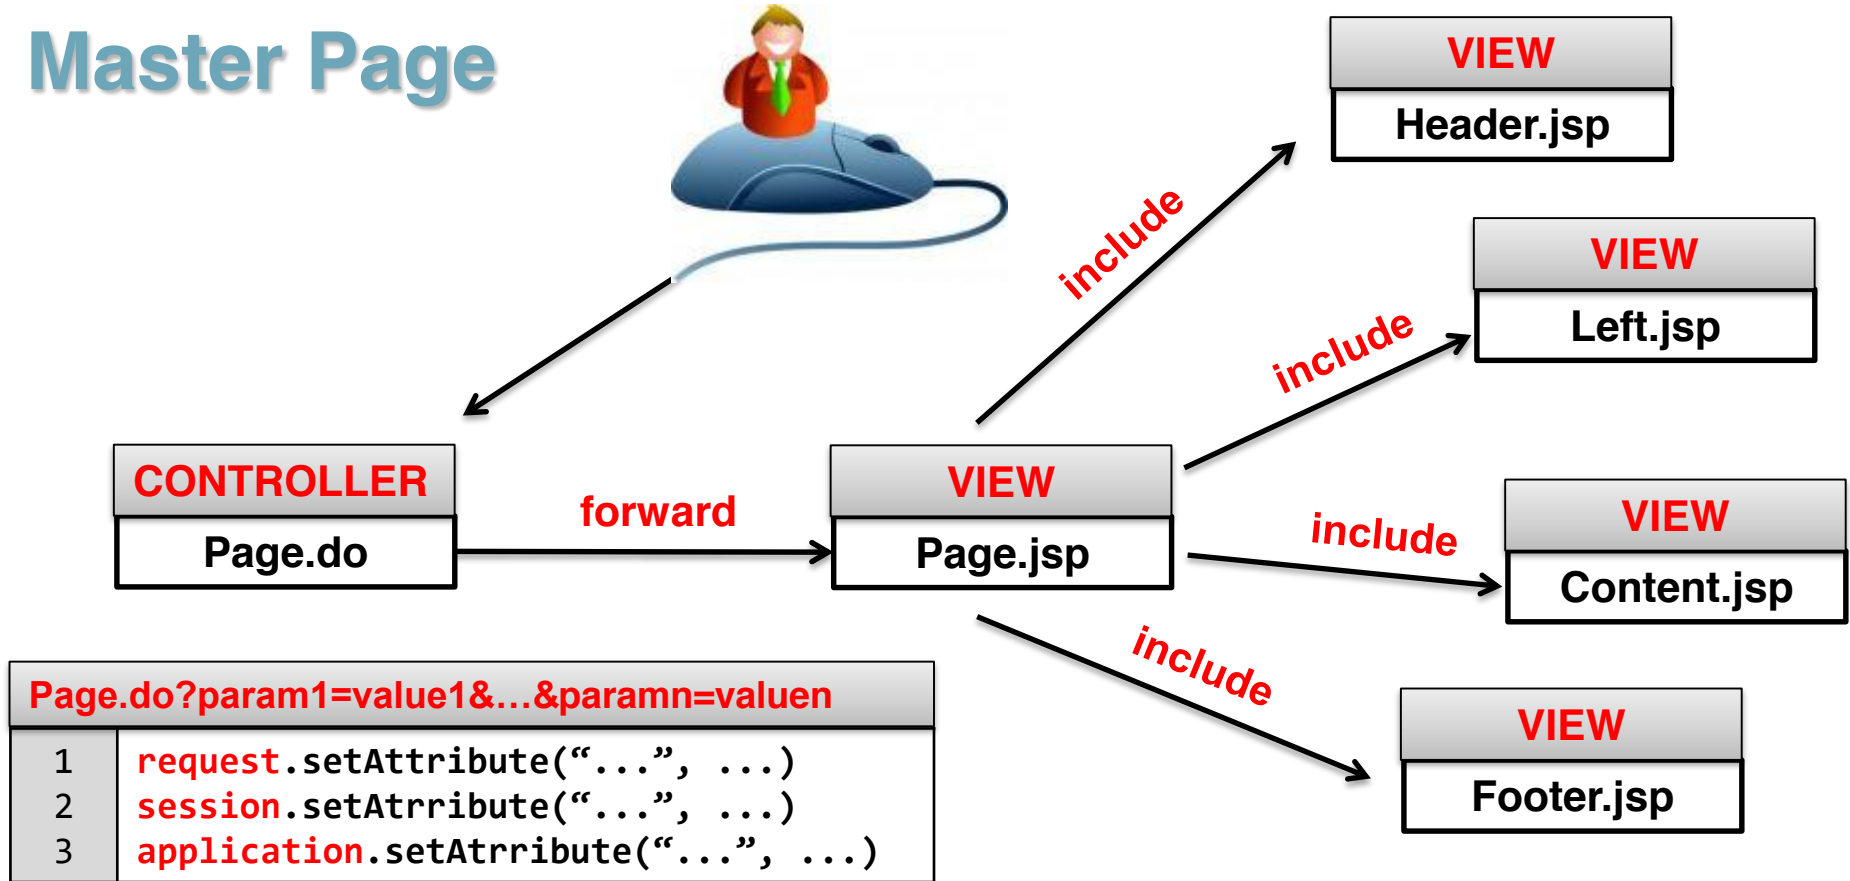 Master Page
VIEW
Header.jsp
include
VIEW
Left.jsp
include
CONTROLLER
Page.do
forward
VIEW
Page.jsp
include
VIEW
Content.jsp
include
VIEW
Footer.jsp
Page.do?param1=value1&…&paramn=valuen
1 request.setAttribute(“...”, ...)
2 session.setAtrribute(“...”, ...)
3 application.setAtrribute(“...”, ...)